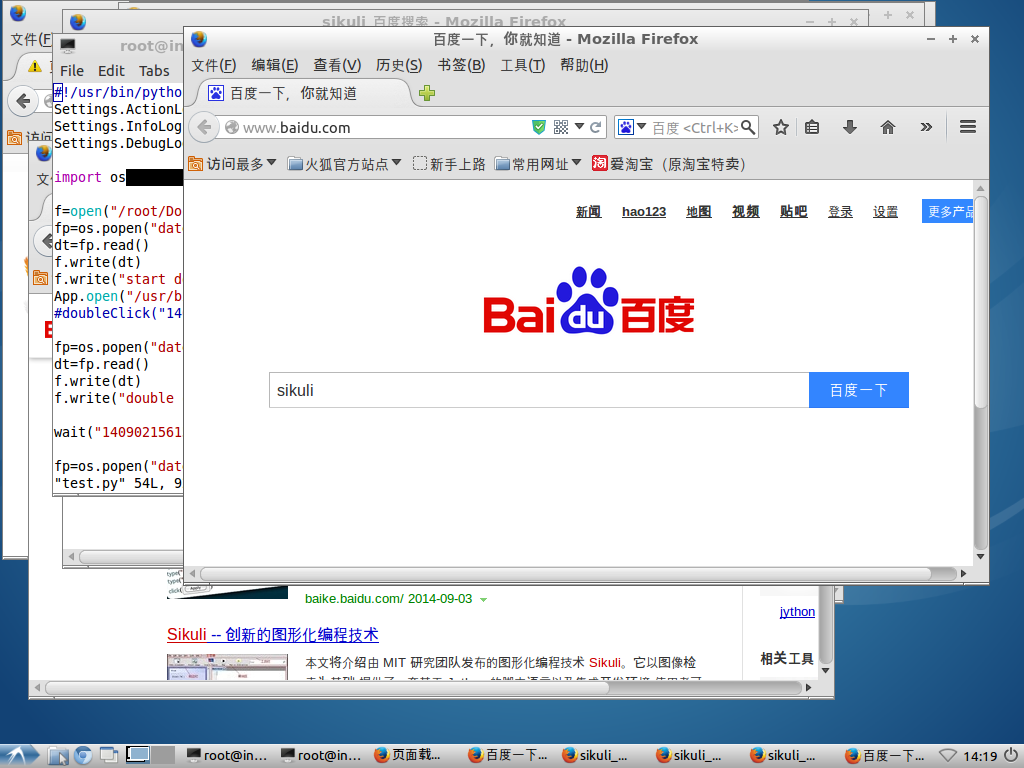 sikuli_百度搜索 - Mozilla Firefox
文件(F
访问
root@in
File Edit Tabs
#!/usr/bin/pytho
Settings.ActionL
Settings.InfoLog
Settings.DebugLo
import os
f=open("/root/Do
fp=os.popen("dat
dt=fp.read()
f.write(dt)
f.write("start d
App.open("/usr/b
#doubleClick("14
fp=os.popen("dat
dt=fp.read()
f.write(dt)
f.write("double
wait("1409021561
fp=os.popen("dat
"test.py" 54L, 9
百度一下，你就知道 - Mozilla Firefox
文件(F) 编辑(E) 查看(V) 历史(S) 书签(B) 工具(T) 帮助(H)
百度一下，你就知道
www.baidu.com
百度 <Ctrl+K>
访问最多 火狐官方站点 新手上路 常用网址 淘 爱淘宝（原淘宝特卖）
新闻 hao123 地图 视频 贴吧 登录 设置 更多产品
Bai du 百度
sikuli 百度一下
baike.baidu.com/ 2014-09-03
jython
Sikuli -- 创新的图形化编程技术
相关工具
本文将介绍由 MIT 研究团队发布的图形化编程技术 Sikuli。它以图像检
root@in... root@in... 页面载... 百度一下... sikuli_... sikuli_... sikuli_... 百度一下... 14:19